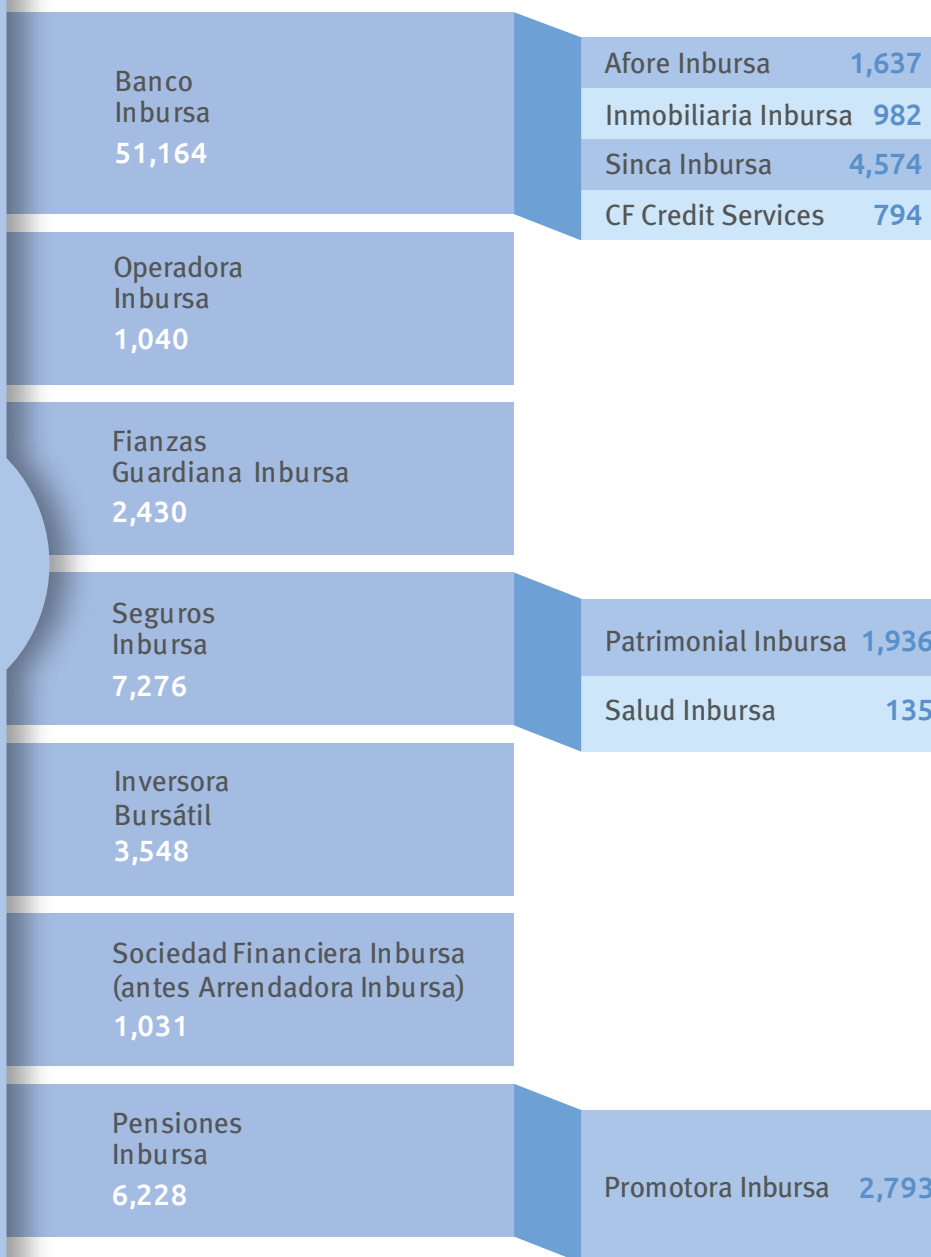 Banco
Inbursa
51,164
Afore Inbursa 1,637
Inmobiliaria Inbursa 982
Sinca Inbursa 4,574
CF Credit Services 794
Operadora
Inbursa
1,040
Fianzas
Guardiana Inbursa
2,430
Seguros
Inbursa
7,276
Patrimonial Inbursa 1,936
Salud Inbursa 135
Inversora
Bursátil
3,548
Sociedad Financiera Inbursa
(antes Arrendadora Inbursa)
1,031
Pensiones
Inbursa
6,228
Promotora Inbursa 2,793